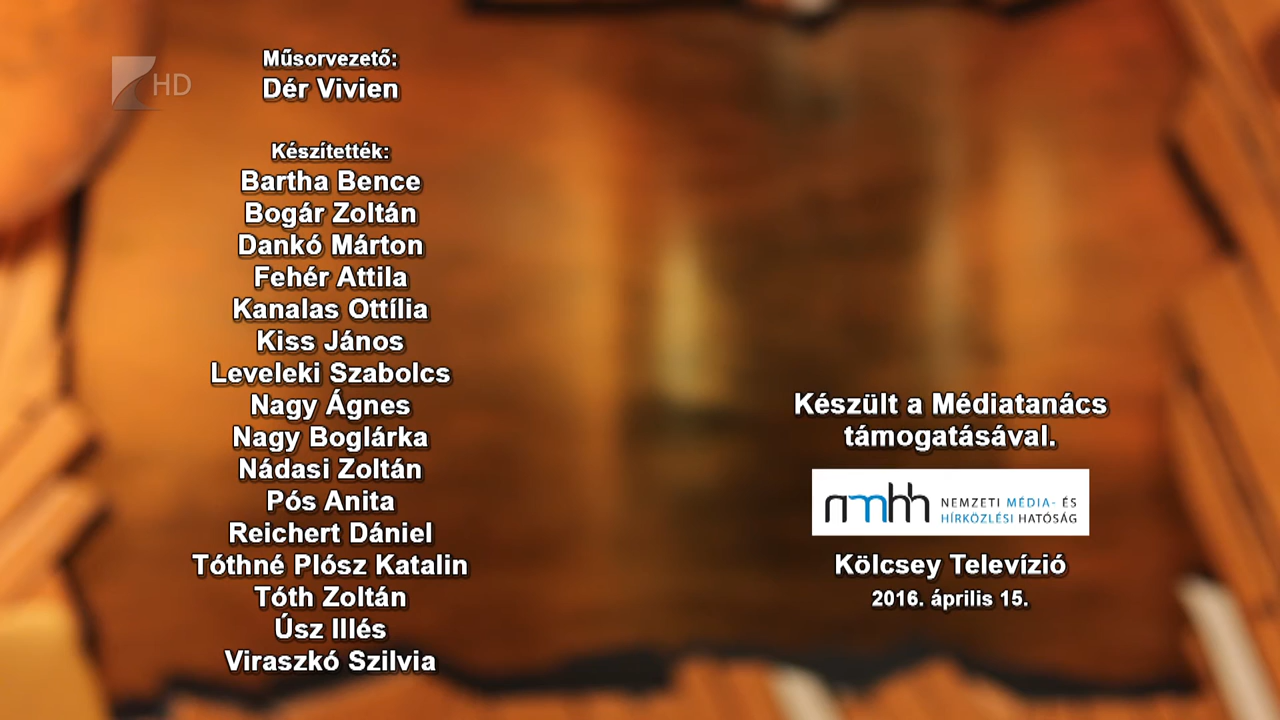 HD
Műsorvezető:
Dér Vivien
Készítették:
Bartha Bence
Bogár Zoltán
Dankó Márton
Fehér Attila
Kanalas Ottília
Kiss János
Leveleki Szabolcs
Nagy Ágnes
Nagy Boglárka
Nádasi Zoltán
Pós Anita
Reichert Dániel
Tóthné Plósz Katalin
Tóth Zoltán
Úsz Illés
Viraszkó Szilvia
Készült a Médiatanács
támogatásával.
nmhh
NEMZETI MÉDIA- ÉS
HÍRKÖZLÉSI HATÓSÁG
Kölcsey Televízió
2016. április 15.